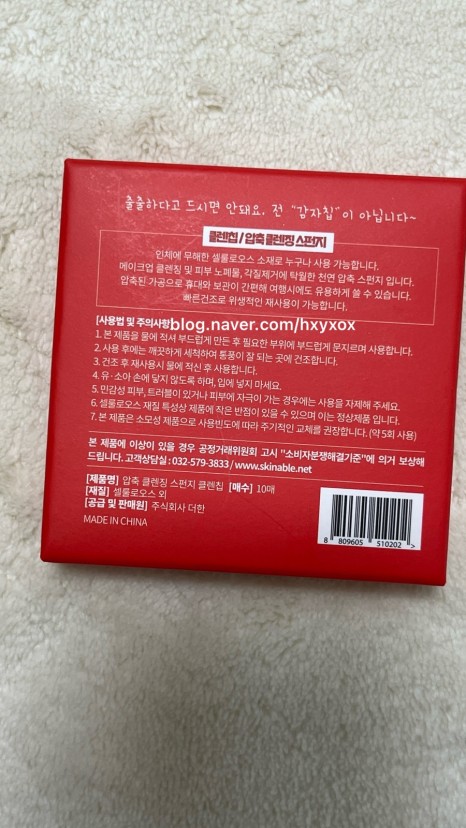 출출하다고 드시면 안돼요. 전 "감자칩"이 아닙니다~
클렌칩 / 압축 클렌징 스펀지
인체에 무해한 셀룰로오스 소재로 누구나 사용 가능합니다.
메이크업 클렌징 및 피부 노폐물, 각질제거에 탁월한 천연 압축 스펀지 입니다.
압축된 가공으로 휴대와 보관이 간편해 여행시에도 유용하게 쓸 수 있습니다.
빠른건조로 위생적인 재사용이 가능합니다.
[사용법 및 주의사항]
blog.naver.com/hxyxox
1. 본 제품을 물에 적셔 부드럽게 만든 후 필요한 부위에 부드럽게 문지르며 사용합니다.
2. 사용 후에는 깨끗하게 세척하여 통풍이 잘 되는 곳에 건조합니다.
3. 건조 후 재사용시 물에 적신 후 사용합니다.
4. 유·소아 손에 닿지 않도록 하며, 입에 넣지 마세요.
5. 민감성 피부, 트러블이 있거나 피부에 자극이 가는 경우에는 사용을 자제해 주세요.
6. 셀룰로오스 재질 특성상 제품에 작은 반점이 있을 수 있으며 이는 정상제품 입니다.
7. 본 제품은 소모성 제품으로 사용빈도에 따라 주기적인 교체를 권장합니다. (약 5회 사용)
본 제품에 이상이 있을 경우 공정거래위원회 고시 "소비자분쟁해결기준"에 의거 보상해
드립니다. 고객상담실 : 032-579-3833 / www.skinable.net
[제품명] 압축 클렌징 스펀지 클렌칩 [매수] 10매
[재질] 셀룰로오스 외
[공급 및 판매원] 주식회사 더한
MADE IN CHINA
8 809605 510202 >